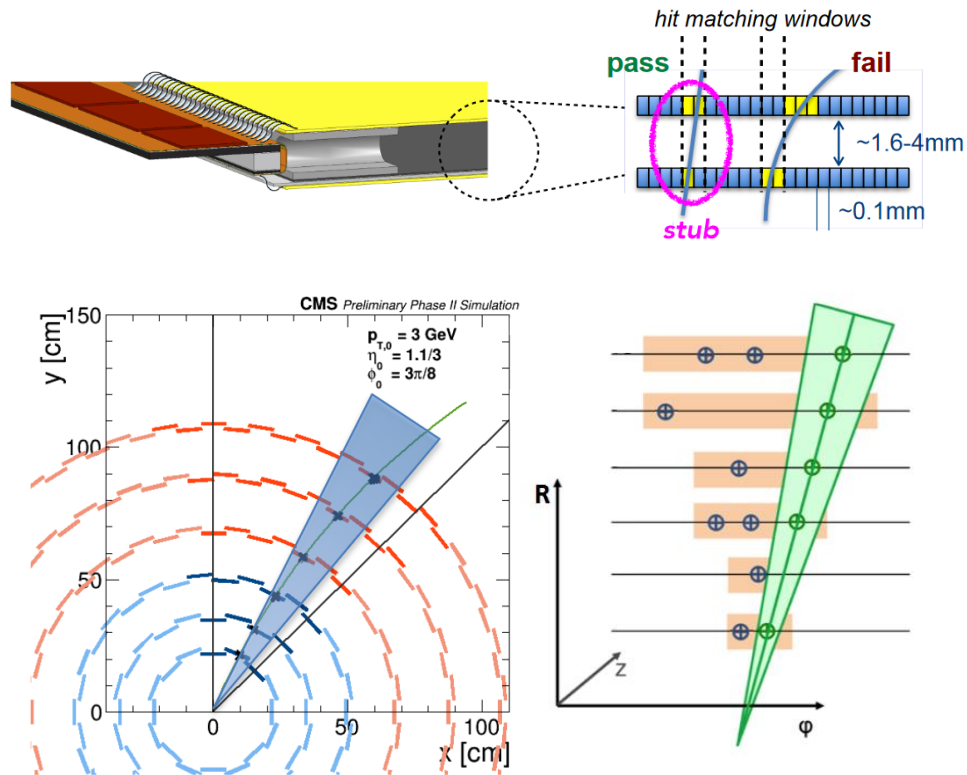 hit matching windows
pass
fail
~1.6-4mm
~0.1mm
stub
CMS Preliminary Phase II Simulation
p_T,0 = 3 GeV
η_0 = 1.1/3
ϕ_0 = 3π/8
y [cm]
150
100
50
0
0
50
100
x [cm]
R
z
φ